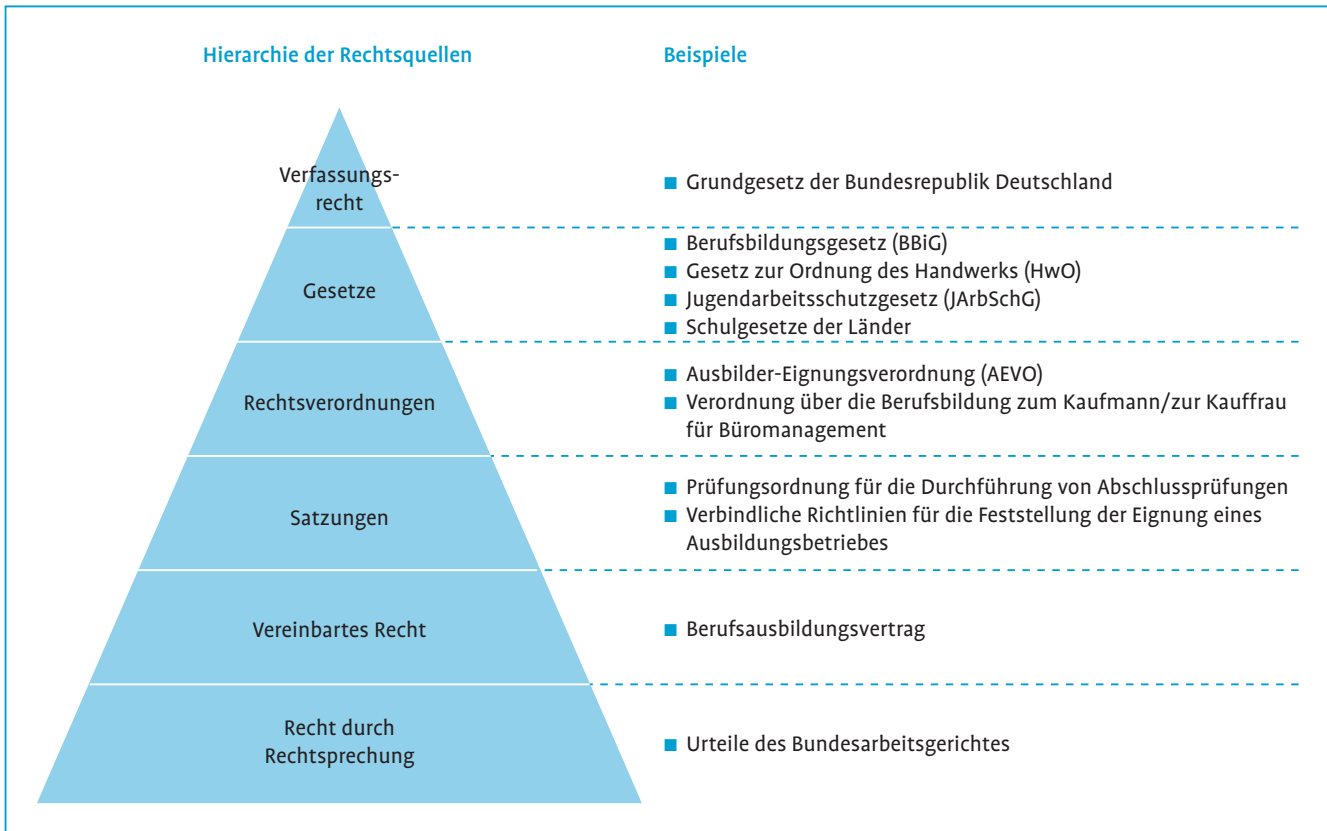 Hierarchie der Rechtsquellen
Beispiele
Verfassungs-
recht
■ Grundgesetz der Bundesrepublik Deutschland
Gesetze
■ Berufsbildungsgesetz (BBiG)
■ Gesetz zur Ordnung des Handwerks (HwO)
■ Jugendarbeitsschutzgesetz (JArbSchG)
■ Schulgesetze der Länder
Rechtsverordnungen
■ Ausbilder-Eignungsverordnung (AEVO)
■ Verordnung über die Berufsbildung zum Kaufmann/zur Kauffrau
für Büromanagement
Satzungen
■ Prüfungsordnung für die Durchführung von Abschlussprüfungen
■ Verbindliche Richtlinien für die Feststellung der Eignung eines
Ausbildungsbetriebes
Vereinbartes Recht
■ Berufsausbildungsvertrag
Recht durch
Rechtsprechung
■ Urteile des Bundesarbeitsgerichtes